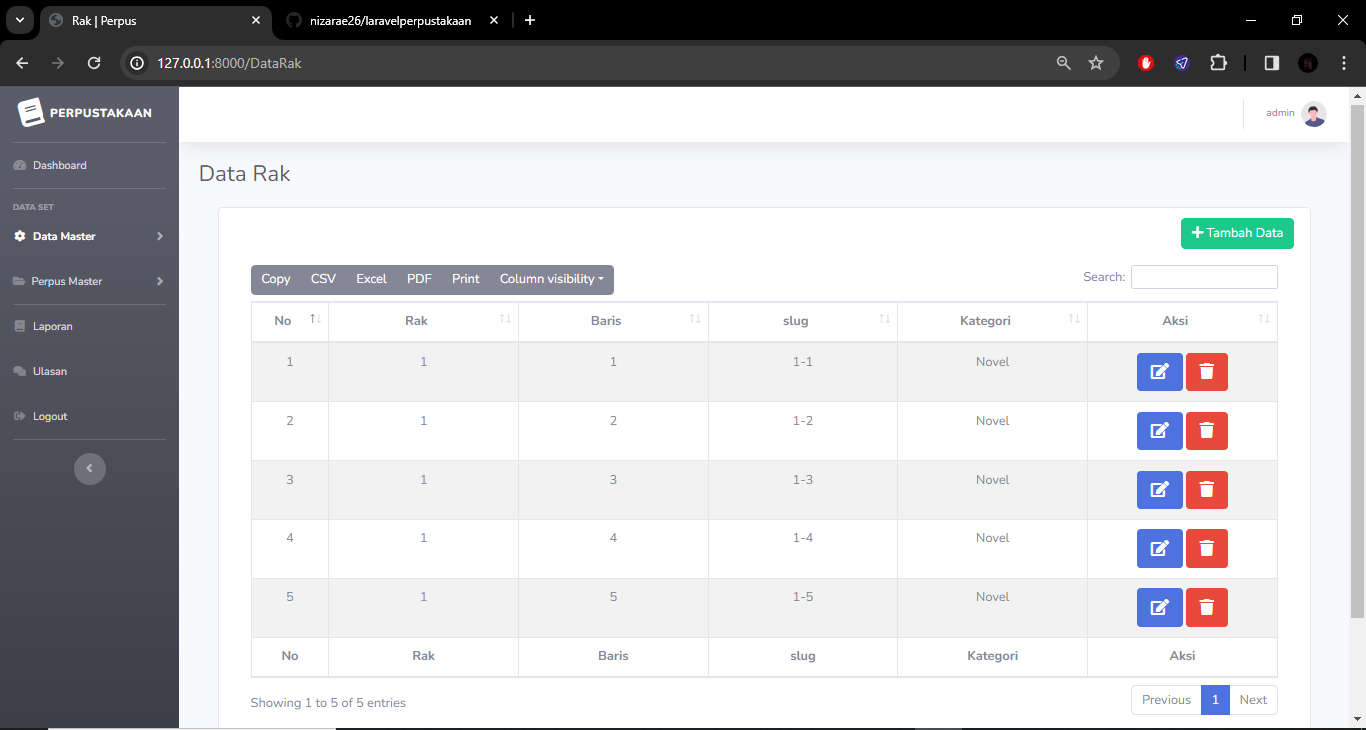 Rak | Perpus
nizarae26/laravelperpustakaan
127.0.0.1:8000/DataRak
PERPUSTAKAAN
admin
Dashboard
DATA SET
Data Master
Perpus Master
Laporan
Ulasan
Logout
Data Rak
Tambah Data
Copy CSV Excel PDF Print Column visibility
Search:
No Rak Baris slug Kategori Aksi
1 1 1 1-1 Novel
2 1 2 1-2 Novel
3 1 3 1-3 Novel
4 1 4 1-4 Novel
5 1 5 1-5 Novel
No Rak Baris slug Kategori Aksi
Showing 1 to 5 of 5 entries
Previous 1 Next